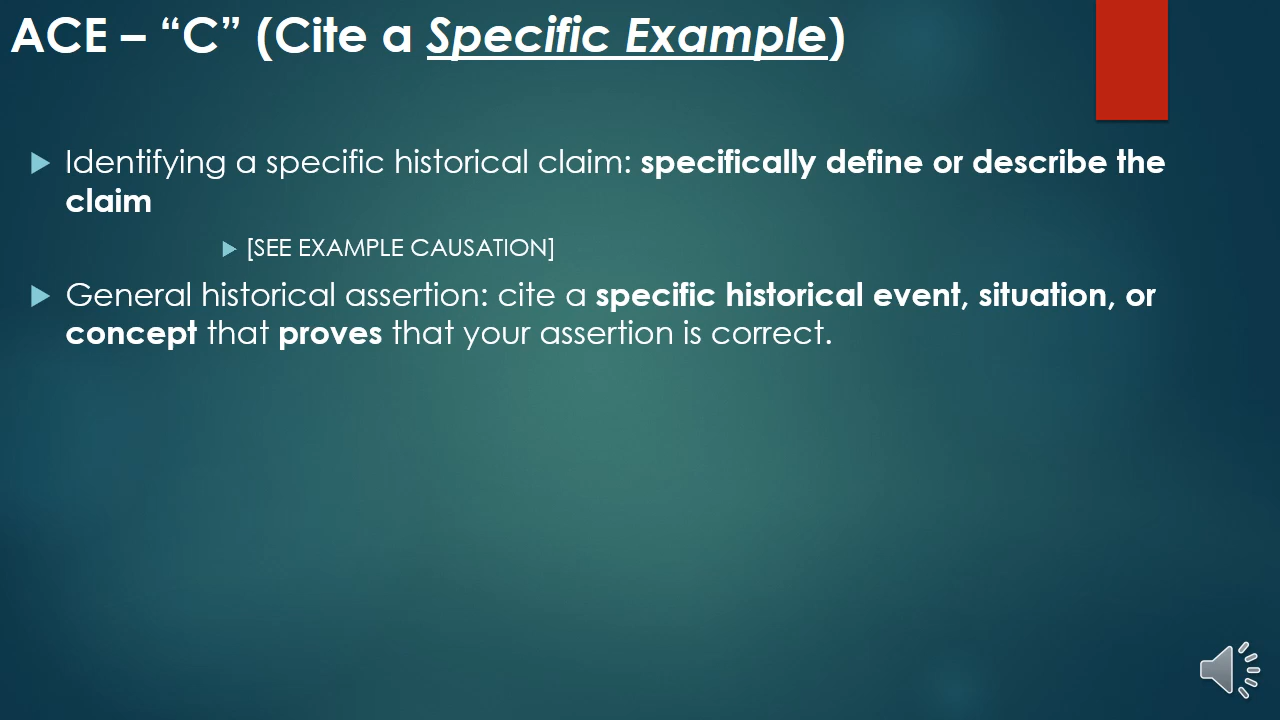 ACE – “C” (Cite a Specific Example)
Identifying a specific historical claim: specifically define or describe the
claim
[SEE EXAMPLE CAUSATION]
General historical assertion: cite a specific historical event, situation, or
concept that proves that your assertion is correct.